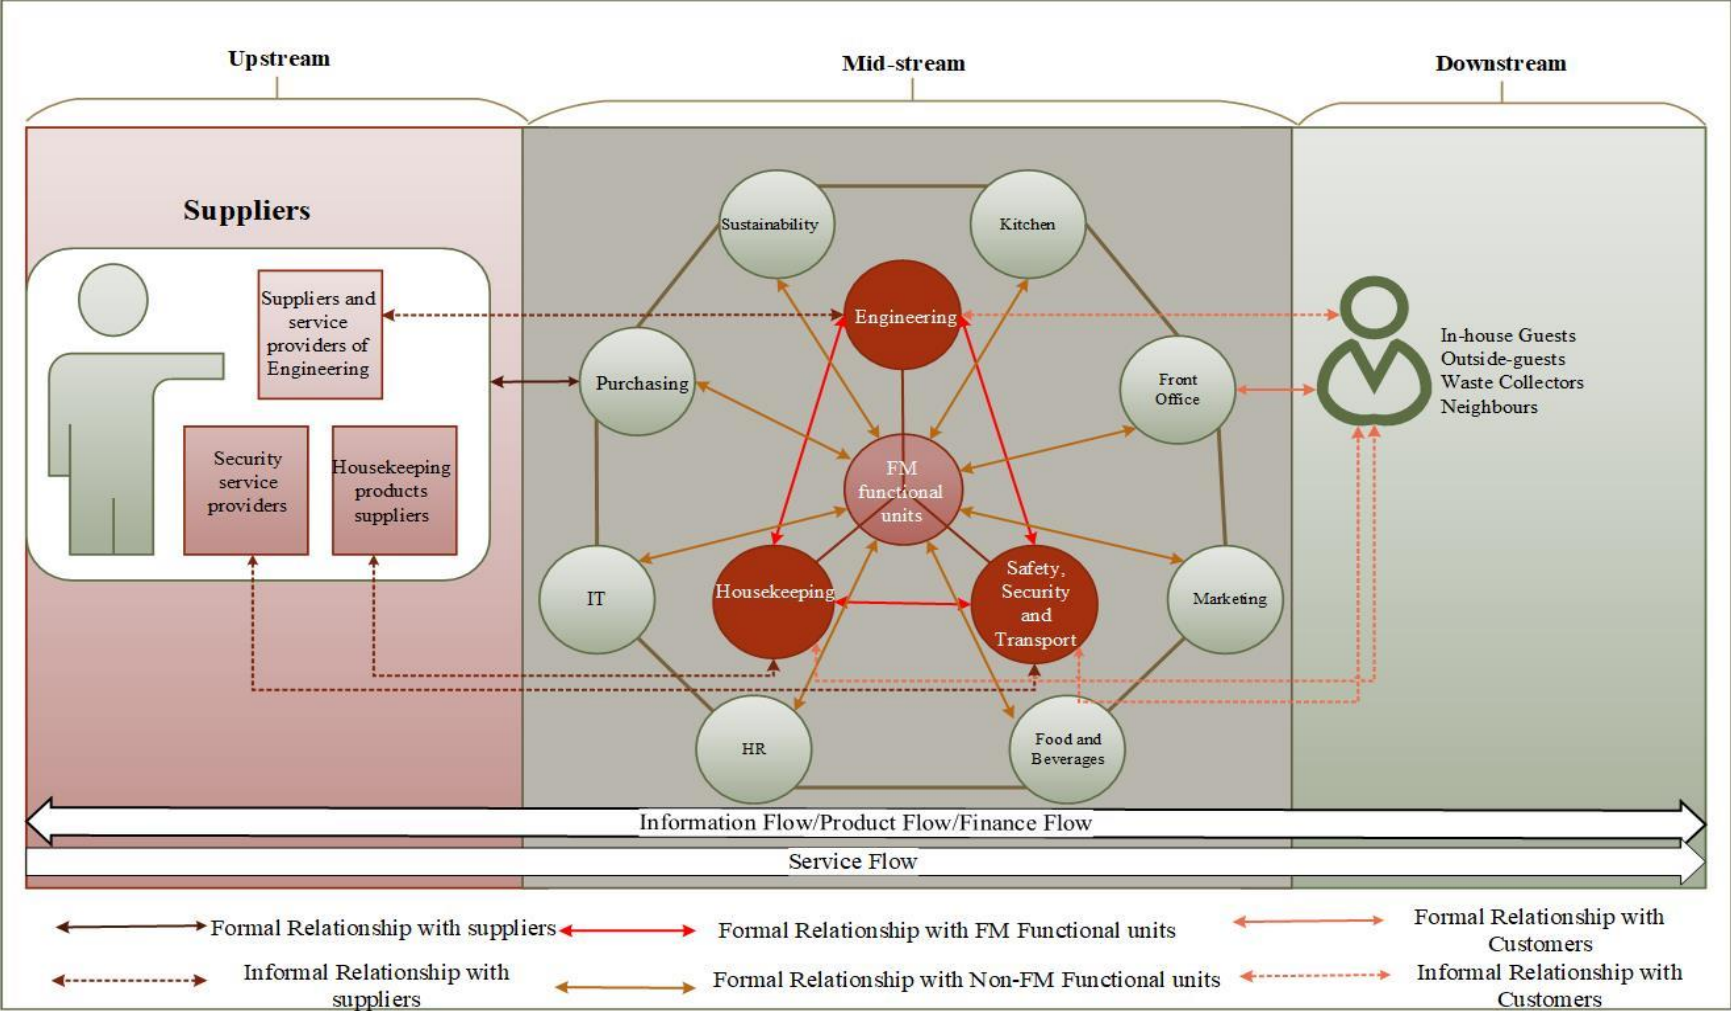 Upstream
Mid-stream
Downstream
Suppliers
Suppliers and
service
providers of
Engineering
Security
service
providers
Housekeeping
products
suppliers
Sustainability
Kitchen
Engineering
Purchasing
Front
Office
FM
functional
units
IT
Housekeeping
Safety,
Security
and
Transport
Marketing
HR
Food and
Beverages
In-house Guests
Outside-guests
Waste Collectors
Neighbours
Information Flow/Product Flow/Finance Flow
Service Flow
Formal Relationship with suppliers
Formal Relationship with FM Functional units
Formal Relationship with
Customers
Informal Relationship with
suppliers
Formal Relationship with Non-FM Functional units
Informal Relationship with
Customers